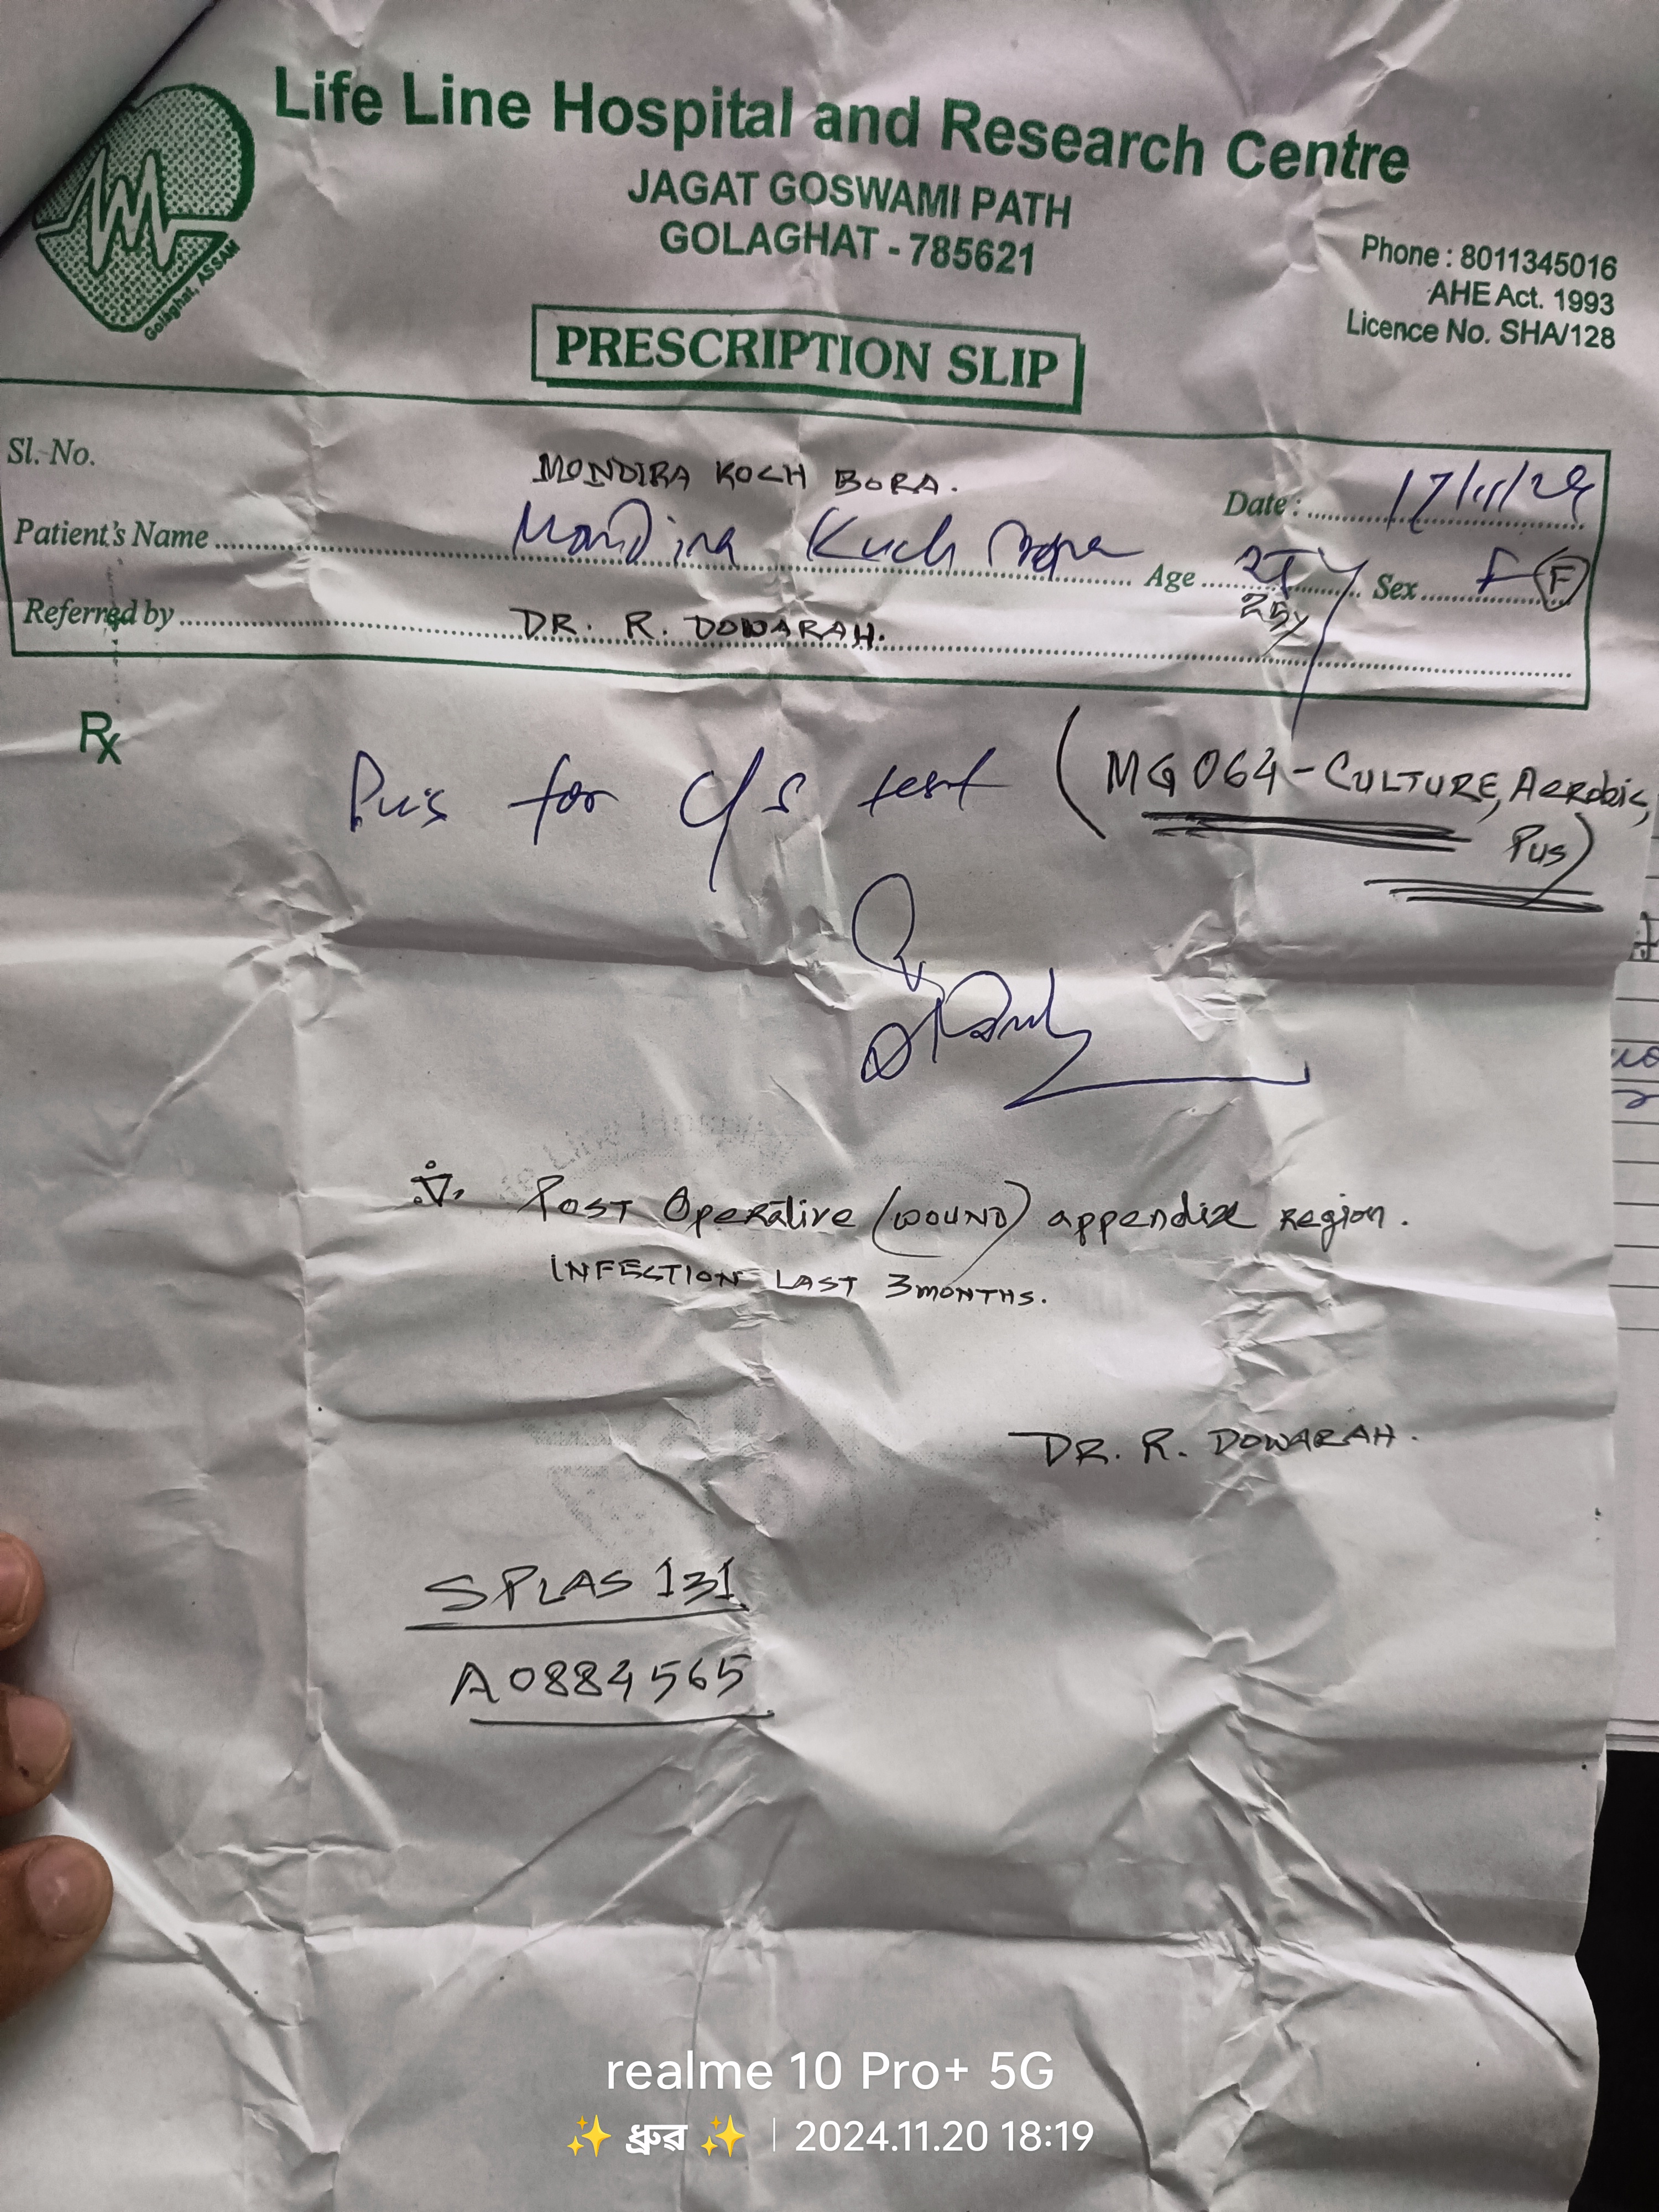 Life Line Hospital and Research Centre
JAGAT GOSWAMI PATH
GOLAGHAT - 785621
Golaghat, ASSAM
Phone : 8011345016
AHE Act. 1993
Licence No. SHA/128
PRESCRIPTION SLIP
Sl. No.
MONDIRA KOCH BORA.
Date : 17/11/24
Patient's Name Mondira Kuch Age Sex F (F)
25y
Referred by DR. R. DOWARAH.
Rx
Pus for c/s test (MG064 - CULTURE, Aerobic,
Pus)
Post Operative (WOUND) appendix region.
INFECTION LAST 3 MONTHS.
DR. R. DOWARAH.
SPLAS 131
A0884565
realme 10 Pro+ 5G
✨ ধ্ৰুৱ ✨ | 2024.11.20 18:19